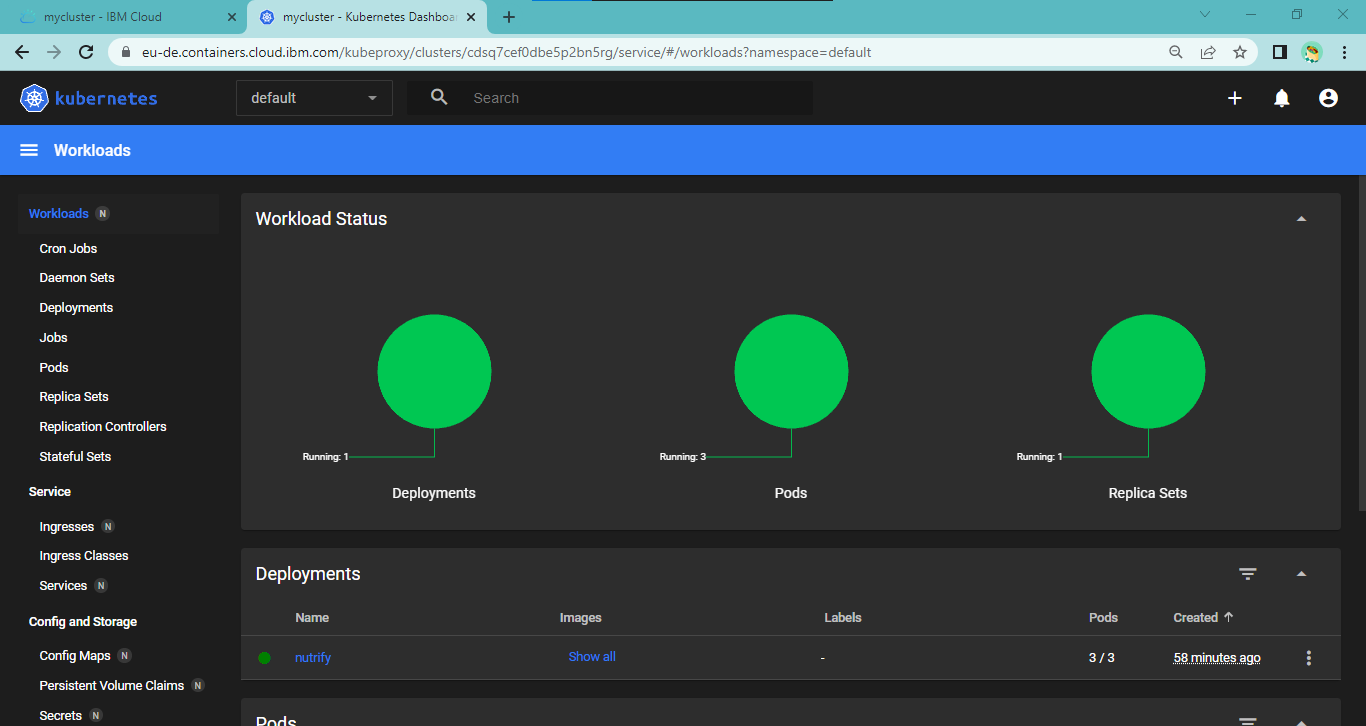 mycluster - IBM Cloud
mycluster - Kubernetes Dashboa
eu-de.containers.cloud.ibm.com/kubeproxy/clusters/cdsq7cef0dbe5p2bn5rg/service/#/workloads?namespace=default
kubernetes
default
Search
Workloads
Workloads N
Cron Jobs
Daemon Sets
Deployments
Jobs
Pods
Replica Sets
Replication Controllers
Stateful Sets
Service
Ingresses N
Ingress Classes
Services N
Config and Storage
Config Maps N
Persistent Volume Claims N
Secrets N
Workload Status
Running: 1
Deployments
Running: 3
Pods
Running: 1
Replica Sets
Deployments
Name Images Labels Pods Created
nutrify Show all - 3 / 3 58 minutes ago
Pods